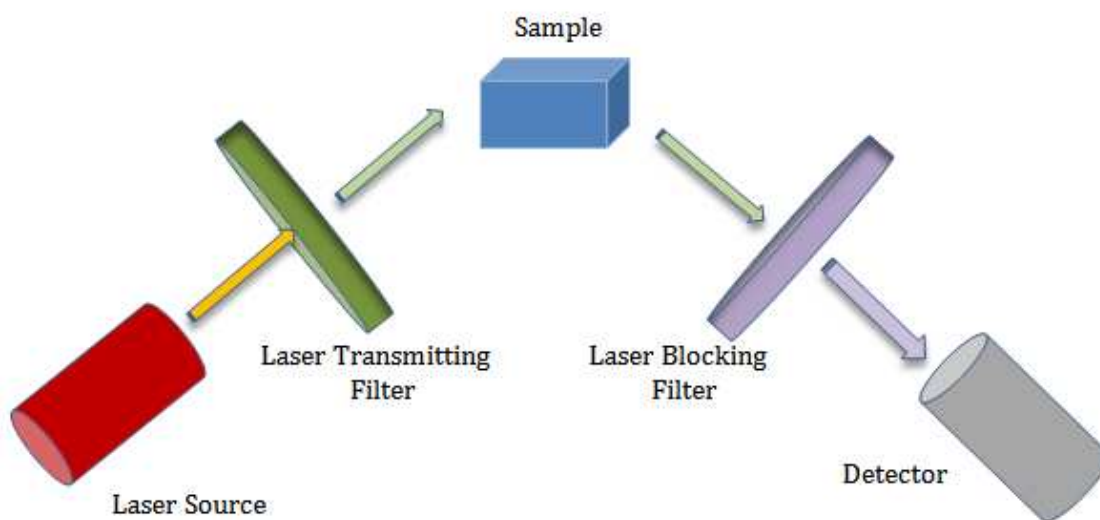 Sample
Laser Transmitting
Filter
Laser Blocking
Filter
Detector
Laser Source